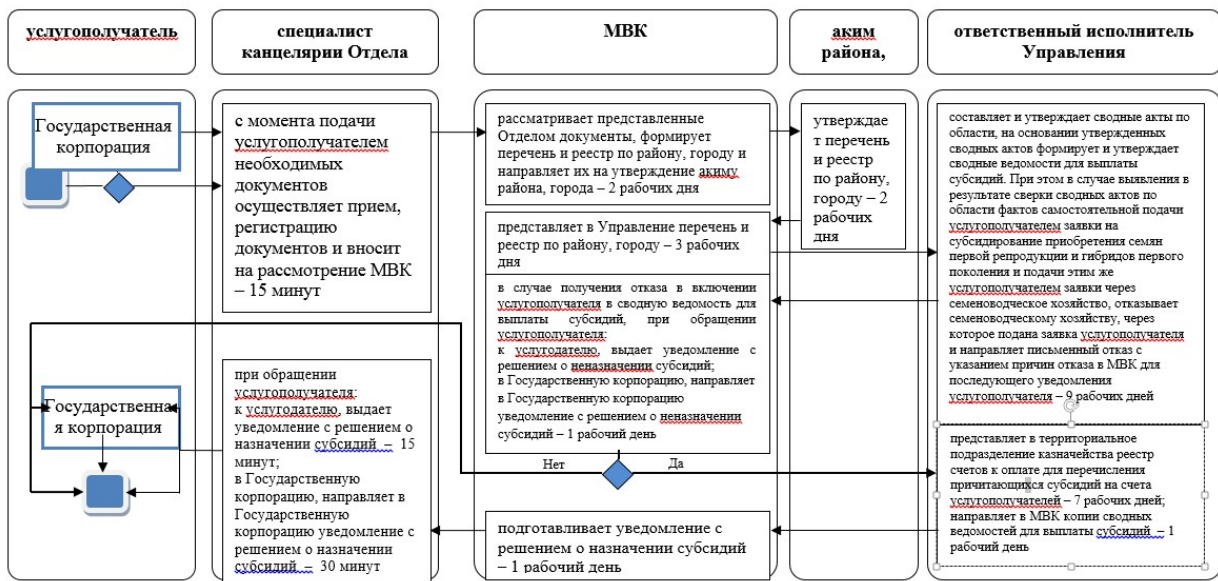 услугополучатель
специалист
канцелярии Отдела
МВК
аким
района,
ответственный исполнитель
Управления
Государственная
корпорация
с момента подачи
услугополучателем
необходимых
документов
осуществляет прием,
регистрацию
документов и вносит
на рассмотрение МВК
– 15 минут
рассматривает представленные
Отделом документы, формирует
перечень и реестр по району, городу и
направляет их на утверждение акиму
района, города – 2 рабочих дня
утверждае
т перечень
и реестр
по району,
городу – 2
рабочих
дня
составляет и утверждает сводные акты по
области, на основании утвержденных
сводных актов формирует и утверждает
сводные ведомости для выплаты
субсидий. При этом в случае выявления в
результате сверки сводных актов по
области фактов самостоятельной подачи
услугополучателем заявки на
субсидирование приобретения семян
первой репродукции и гибридов первого
поколения и подачи этим же
услугополучателем заявки через
семеноводческое хозяйство, отказывает
семеноводческому хозяйству, через
которое подана заявка услугополучателя
и направляет письменный отказ с
указанием причин отказа в МВК для
последующего уведомления
услугополучателя – 9 рабочих дней
представляет в Управление перечень и
реестр по району, городу – 3 рабочих
дня
в случае получения отказа в включении
услугополучателя в сводную ведомость для
выплаты субсидий, при обращении
услугополучателя:
к услугодателю, выдает уведомление с
решением о неназначении субсидий;
в Государственную корпорацию, направляет
в Государственную корпорацию
уведомление с решением о неназначении
субсидий – 1 рабочий день
Нет
Да
Государственна
я корпорация
при обращении
услугополучателя:
к услугодателю, выдает
уведомление с решением о
назначении субсидий – 15
минут;
в Государственную
корпорацию, направляет в
Государственную
корпорацию уведомление с
решением о назначении
субсидий – 30 минут
подготавливает уведомление с
решением о назначении субсидий
– 1 рабочий день
представляет в территориальное
подразделение казначейства реестр
счетов к оплате для перечисления
причитающихся субсидий на счета
услугополучателей – 7 рабочих дней;
направляет в МВК копии сводных
ведомостей для выплаты субсидий – 1
рабочий день